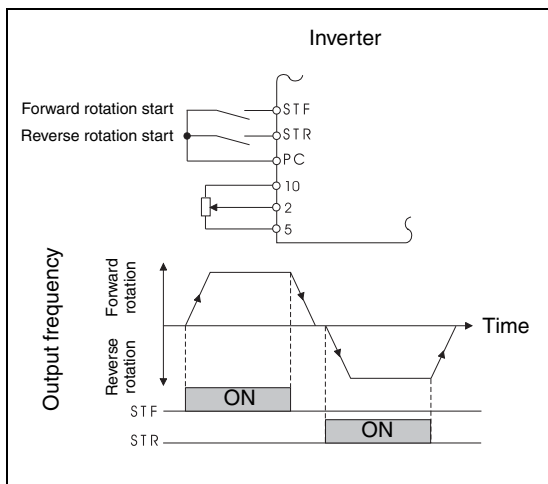 Inverter
Forward rotation start
STF
Reverse rotation start
STR
PC
10
2
5
Output frequency
Forward
rotation
Reverse
rotation
Time
ON
STF
ON
STR